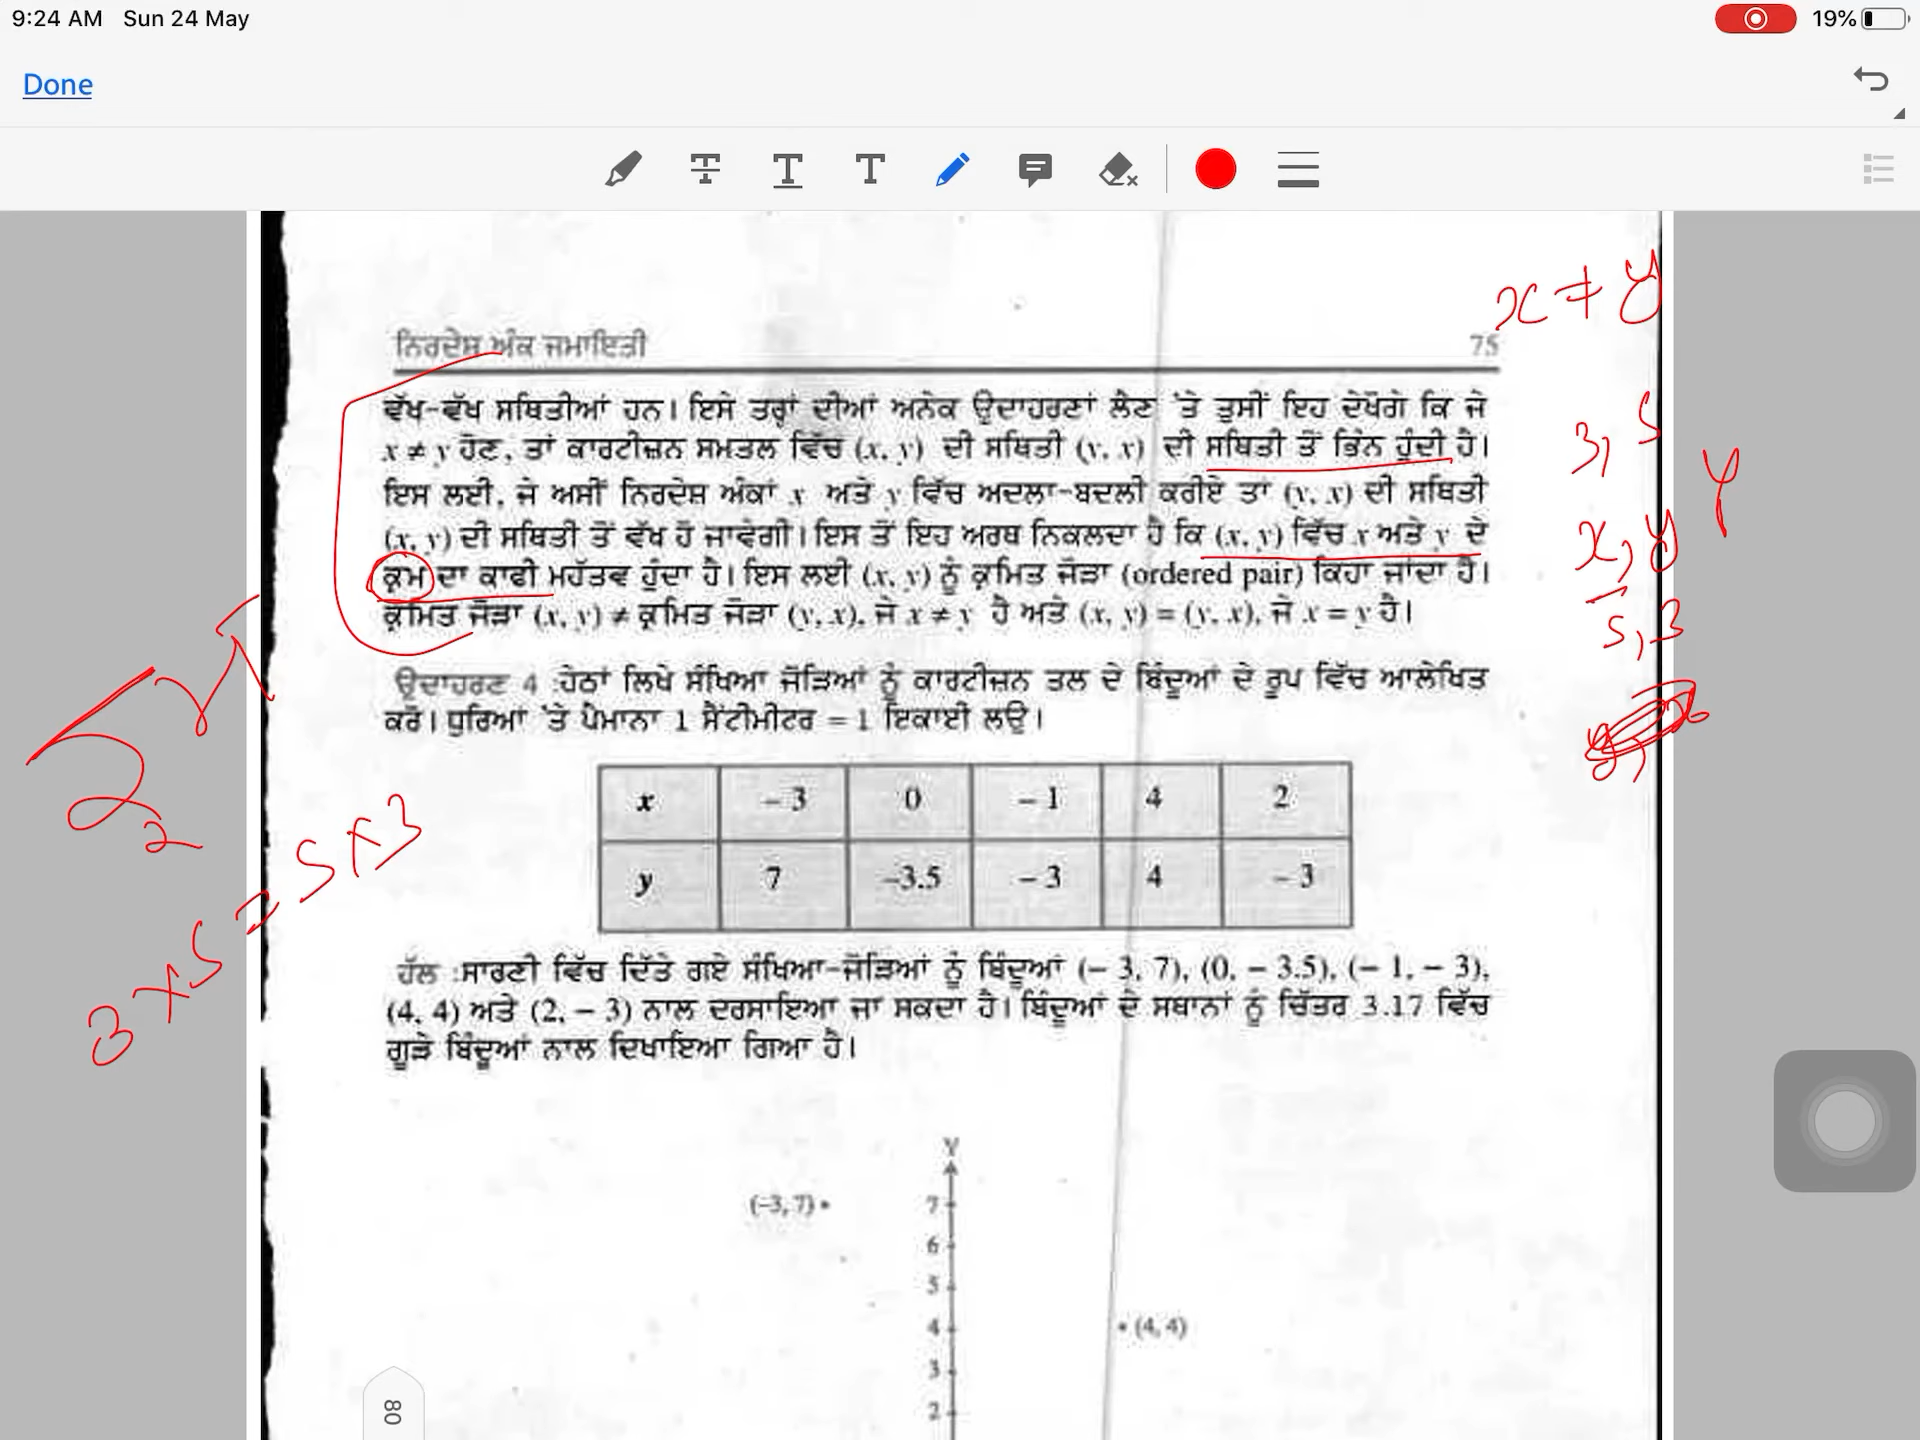 9:24 AM Sun 24 May
19%
Done
x ≠ y
ਨਿਰਦੇਸ਼ ਅੰਕ ਜਮਾਇਤੀ 75
ਵੱਖ-ਵੱਖ ਸਥਿਤੀਆਂ ਹਨ। ਇਸੇ ਤਰ੍ਹਾਂ ਦੀਆਂ ਅਨੇਕ ਉਦਾਹਰਣਾਂ ਲੈਣ 'ਤੇ ਤੁਸੀਂ ਇਹ ਦੇਖੋਗੇ ਕਿ ਜੇ
x ≠ y ਹੋਣ, ਤਾਂ ਕਾਰਟੀਜ਼ਨ ਸਮਤਲ ਵਿੱਚ (x, y) ਦੀ ਸਥਿਤੀ (y, x) ਦੀ ਸਥਿਤੀ ਤੋਂ ਭਿੰਨ ਹੁੰਦੀ ਹੈ।
3, 5
ਇਸ ਲਈ, ਜੇ ਅਸੀਂ ਨਿਰਦੇਸ਼ ਅੰਕਾਂ x ਅਤੇ y ਵਿੱਚ ਅਦਲਾ-ਬਦਲੀ ਕਰੀਏ ਤਾਂ (y, x) ਦੀ ਸਥਿਤੀ
y
(x, y) ਦੀ ਸਥਿਤੀ ਤੋਂ ਵੱਖ ਹੋ ਜਾਵੇਗੀ। ਇਸ ਤੋਂ ਇਹ ਅਰਥ ਨਿਕਲਦਾ ਹੈ ਕਿ (x, y) ਵਿੱਚ x ਅਤੇ y ਦੇ
x, y
ਕ੍ਰਮ ਦਾ ਕਾਫੀ ਮਹੱਤਵ ਹੁੰਦਾ ਹੈ। ਇਸ ਲਈ (x, y) ਨੂੰ ਕ੍ਰਮਿਤ ਜੋੜਾ (ordered pair) ਕਿਹਾ ਜਾਂਦਾ ਹੈ।
ਕ੍ਰਮਿਤ ਜੋੜਾ (x, y) ≠ ਕ੍ਰਮਿਤ ਜੋੜਾ (y, x), ਜੇ x ≠ y ਹੈ ਅਤੇ (x, y) = (y, x), ਜੇ x = y ਹੈ।
5, 3
ਉਦਾਹਰਣ 4 :ਹੇਠਾਂ ਲਿਖੇ ਸੰਖਿਆ ਜੋੜਿਆਂ ਨੂੰ ਕਾਰਟੀਜ਼ਨ ਤਲ ਦੇ ਬਿੰਦੂਆਂ ਦੇ ਰੂਪ ਵਿੱਚ ਆਲੇਖਿਤ
ਕਰੋ। ਧੁਰਿਆਂ 'ਤੇ ਪੈਮਾਨਾ 1 ਸੈਂਟੀਮੀਟਰ = 1 ਇਕਾਈ ਲਉ।
x -3 0 -1 4 2
y 7 -3.5 -3 4 -3
3 × 5 = 5 × 3
ਹੱਲ :ਸਾਰਣੀ ਵਿੱਚ ਦਿੱਤੇ ਗਏ ਸੰਖਿਆ-ਜੋੜਿਆਂ ਨੂੰ ਬਿੰਦੂਆਂ (– 3, 7), (0, – 3.5), (– 1, – 3),
(4, 4) ਅਤੇ (2, – 3) ਨਾਲ ਦਰਸਾਇਆ ਜਾ ਸਕਦਾ ਹੈ। ਬਿੰਦੂਆਂ ਦੇ ਸਥਾਨਾਂ ਨੂੰ ਚਿੱਤਰ 3.17 ਵਿੱਚ
ਗੂੜੇ ਬਿੰਦੂਆਂ ਨਾਲ ਦਿਖਾਇਆ ਗਿਆ ਹੈ।
Y
(–3, 7) 7
6
5
4 (4, 4)
3
2
80